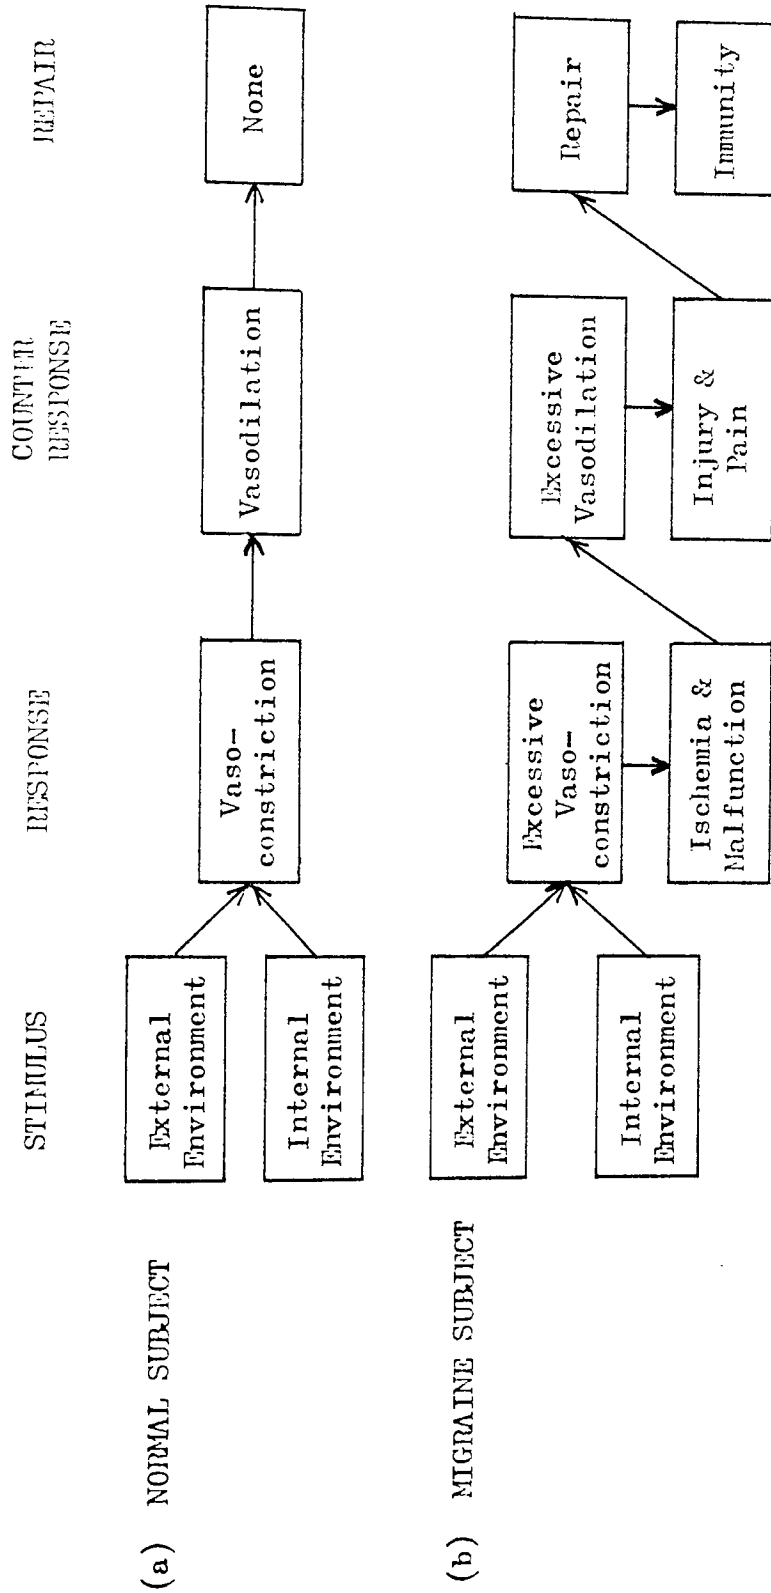 STIMULUS
RESPONSE
COUNTER
RESPONSE
REPAIR
(a) NORMAL SUBJECT
External
Environment
Internal
Environment
Vaso-
constriction
Vasodilation
None
(b) MIGRAINE SUBJECT
External
Environment
Internal
Environment
Excessive
Vaso-
constriction
Ischemia &
Malfunction
Excessive
Vasodilation
Injury &
Pain
Repair
Immunity